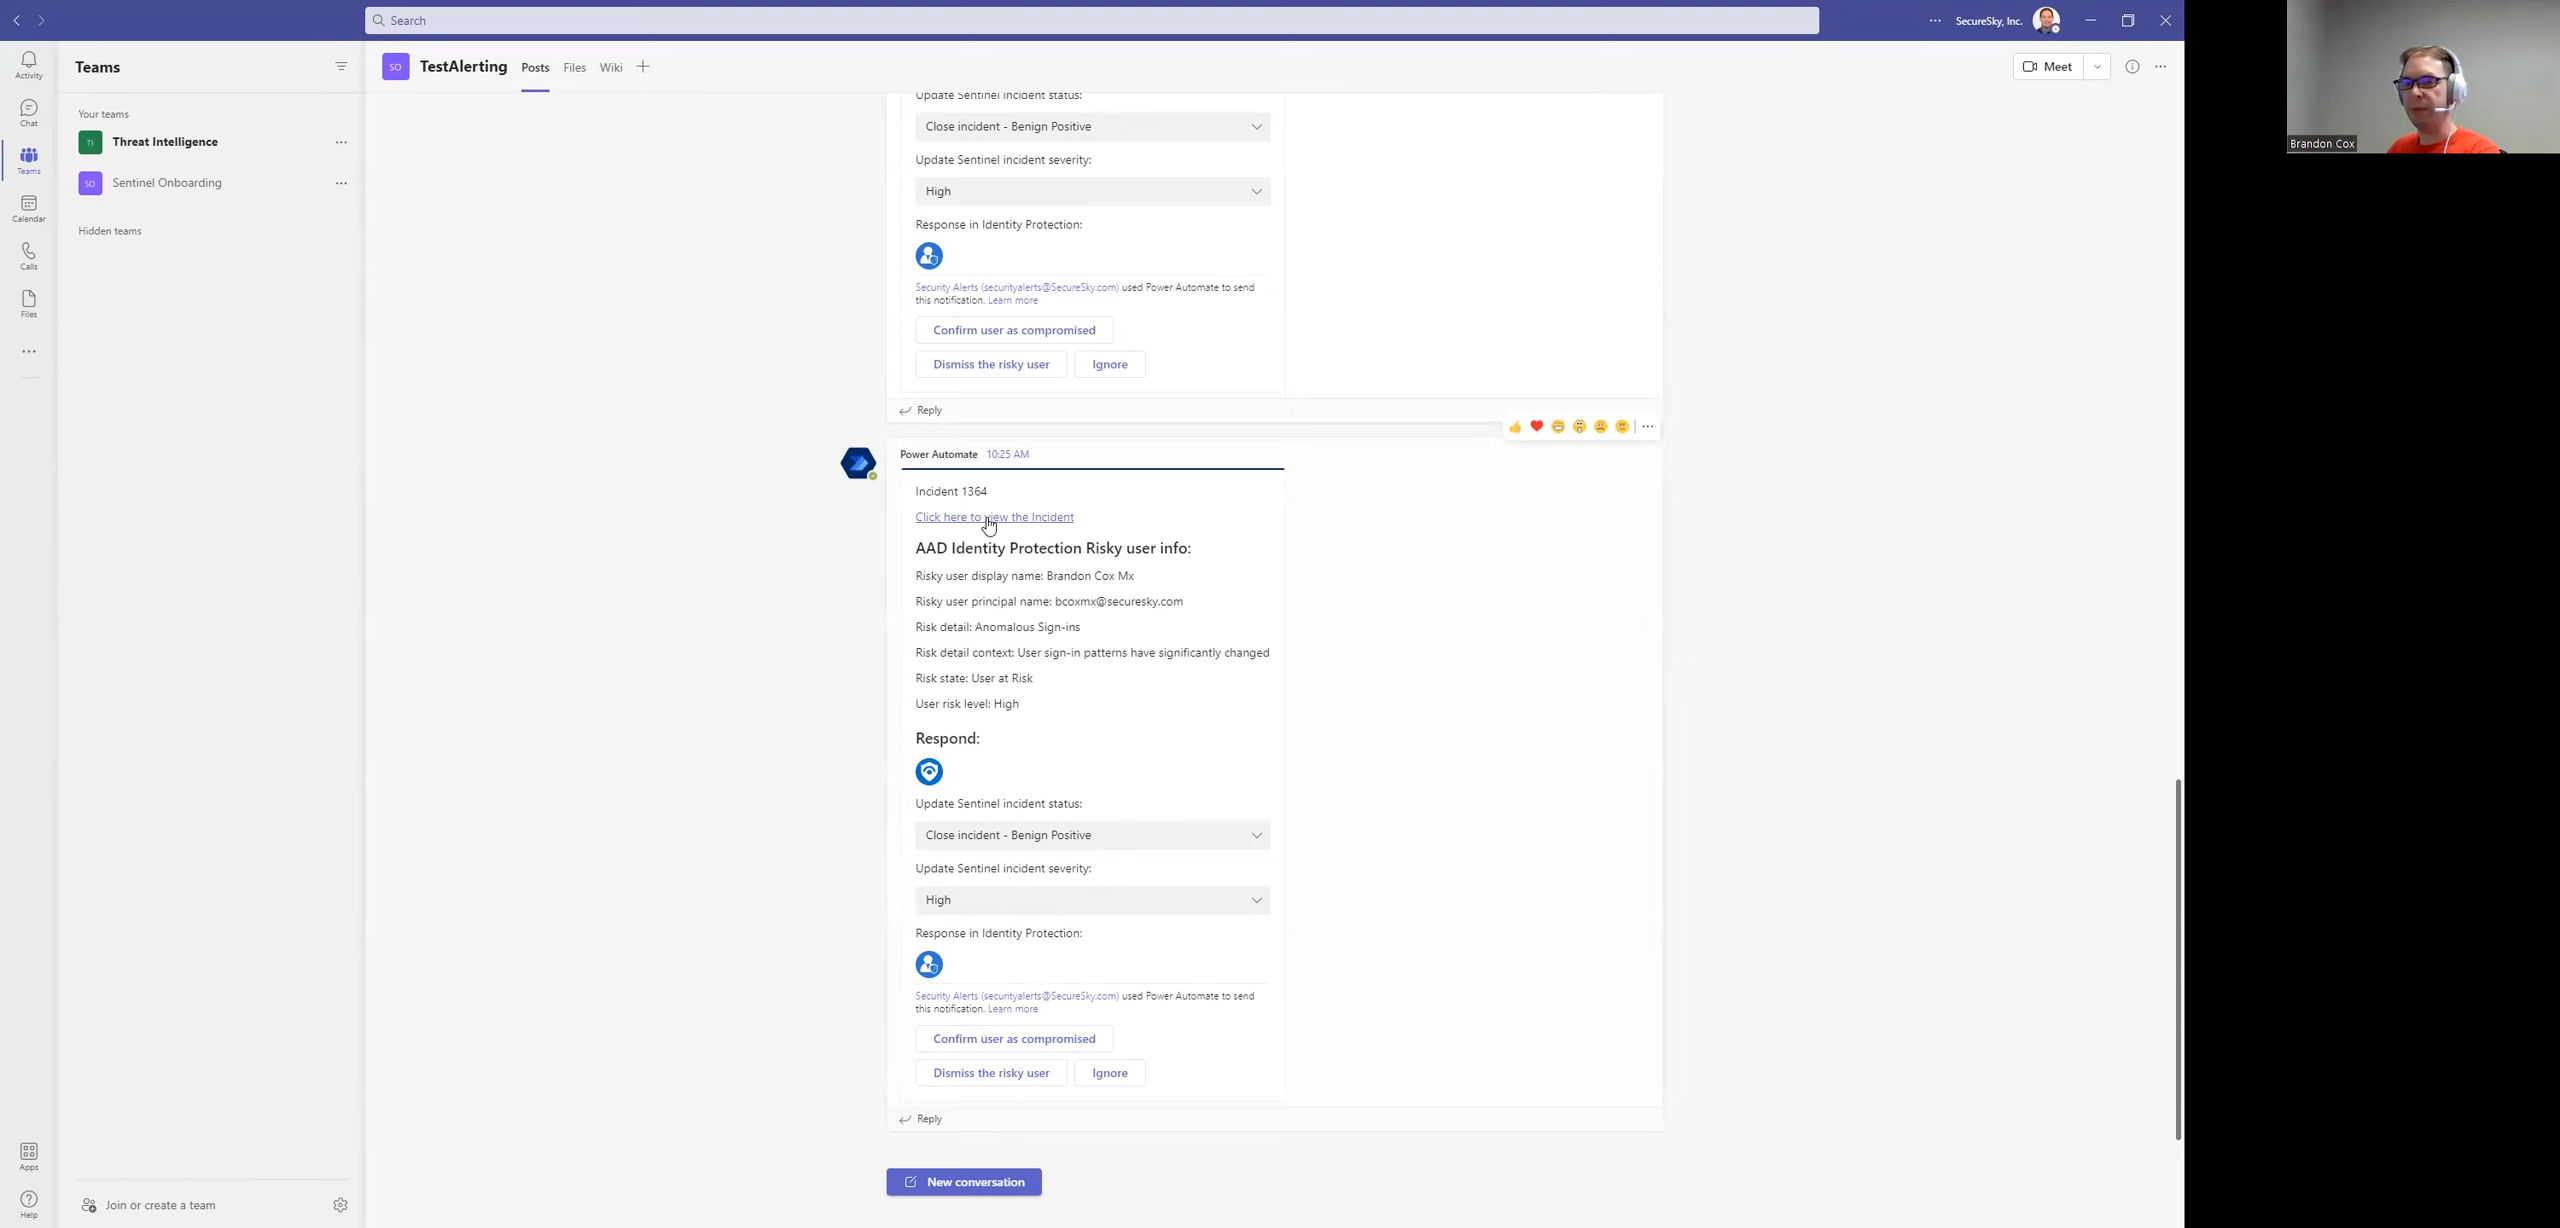 Search
SecureSky, Inc.
Activity
Chat
Teams
Calendar
Calls
Files
Apps
Help
Teams
Your teams
TI Threat Intelligence
SO Sentinel Onboarding
Hidden teams
Join or create a team
SO TestAlerting Posts Files Wiki
Meet
Update Sentinel incident status:
Close incident - Benign Positive
Update Sentinel incident severity:
High
Response in Identity Protection:
Security Alerts (securityalerts@SecureSky.com) used Power Automate to send
this notification. Learn more
Confirm user as compromised
Dismiss the risky user Ignore
Reply
Power Automate 10:25 AM
Incident 1364
Click here to view the Incident
AAD Identity Protection Risky user info:
Risky user display name: Brandon Cox Mx
Risky user principal name: bcoxmx@securesky.com
Risk detail: Anomalous Sign-ins
Risk detail context: User sign-in patterns have significantly changed
Risk state: User at Risk
User risk level: High
Respond:
Update Sentinel incident status:
Close incident - Benign Positive
Update Sentinel incident severity:
High
Response in Identity Protection:
Security Alerts (securityalerts@SecureSky.com) used Power Automate to send
this notification. Learn more
Confirm user as compromised
Dismiss the risky user Ignore
Reply
New conversation
Brandon Cox